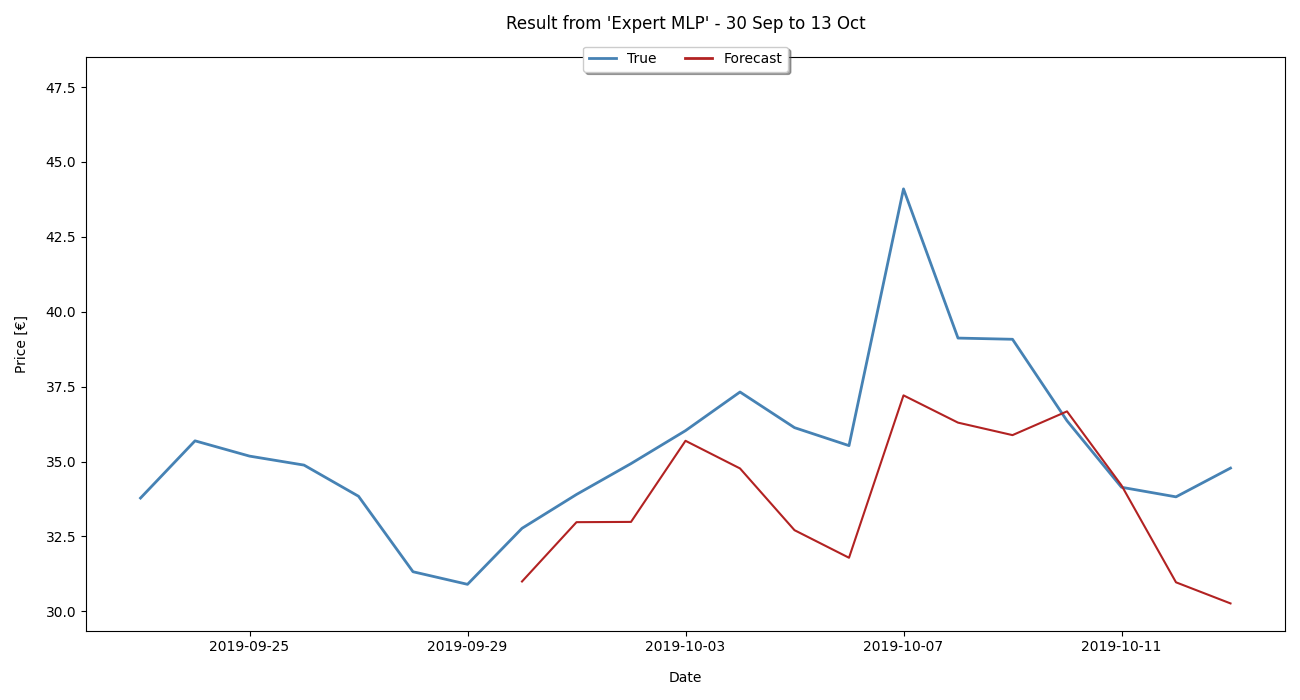 Result from 'Expert MLP' - 30 Sep to 13 Oct
True Forecast
47.5
45.0
42.5
40.0
37.5
35.0
32.5
30.0
Price [€]
2019-09-25 2019-09-29 2019-10-03 2019-10-07 2019-10-11
Date